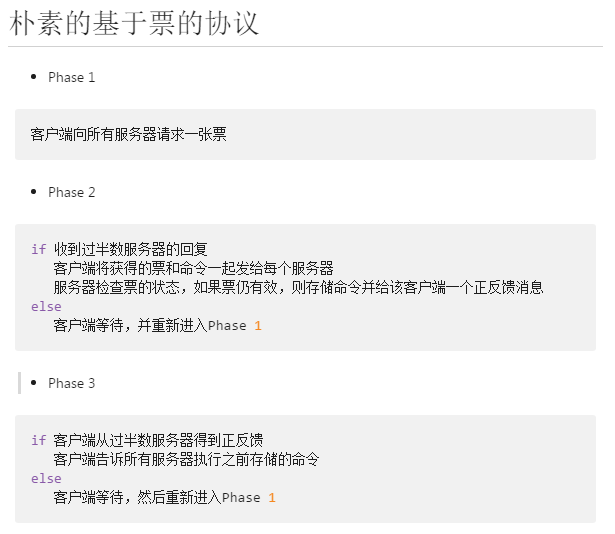 朴素的基于票的协议
Phase 1
客户端向所有服务器请求一张票
Phase 2
if 收到过半数服务器的回复
客户端将获得的票和命令一起发给每个服务器
服务器检查票的状态，如果票仍有效，则存储命令并给该客户端一个正反馈消息
else
客户端等待，并重新进入Phase 1
Phase 3
if 客户端从过半数服务器得到正反馈
客户端告诉所有服务器执行之前存储的命令
else
客户端等待，然后重新进入Phase 1